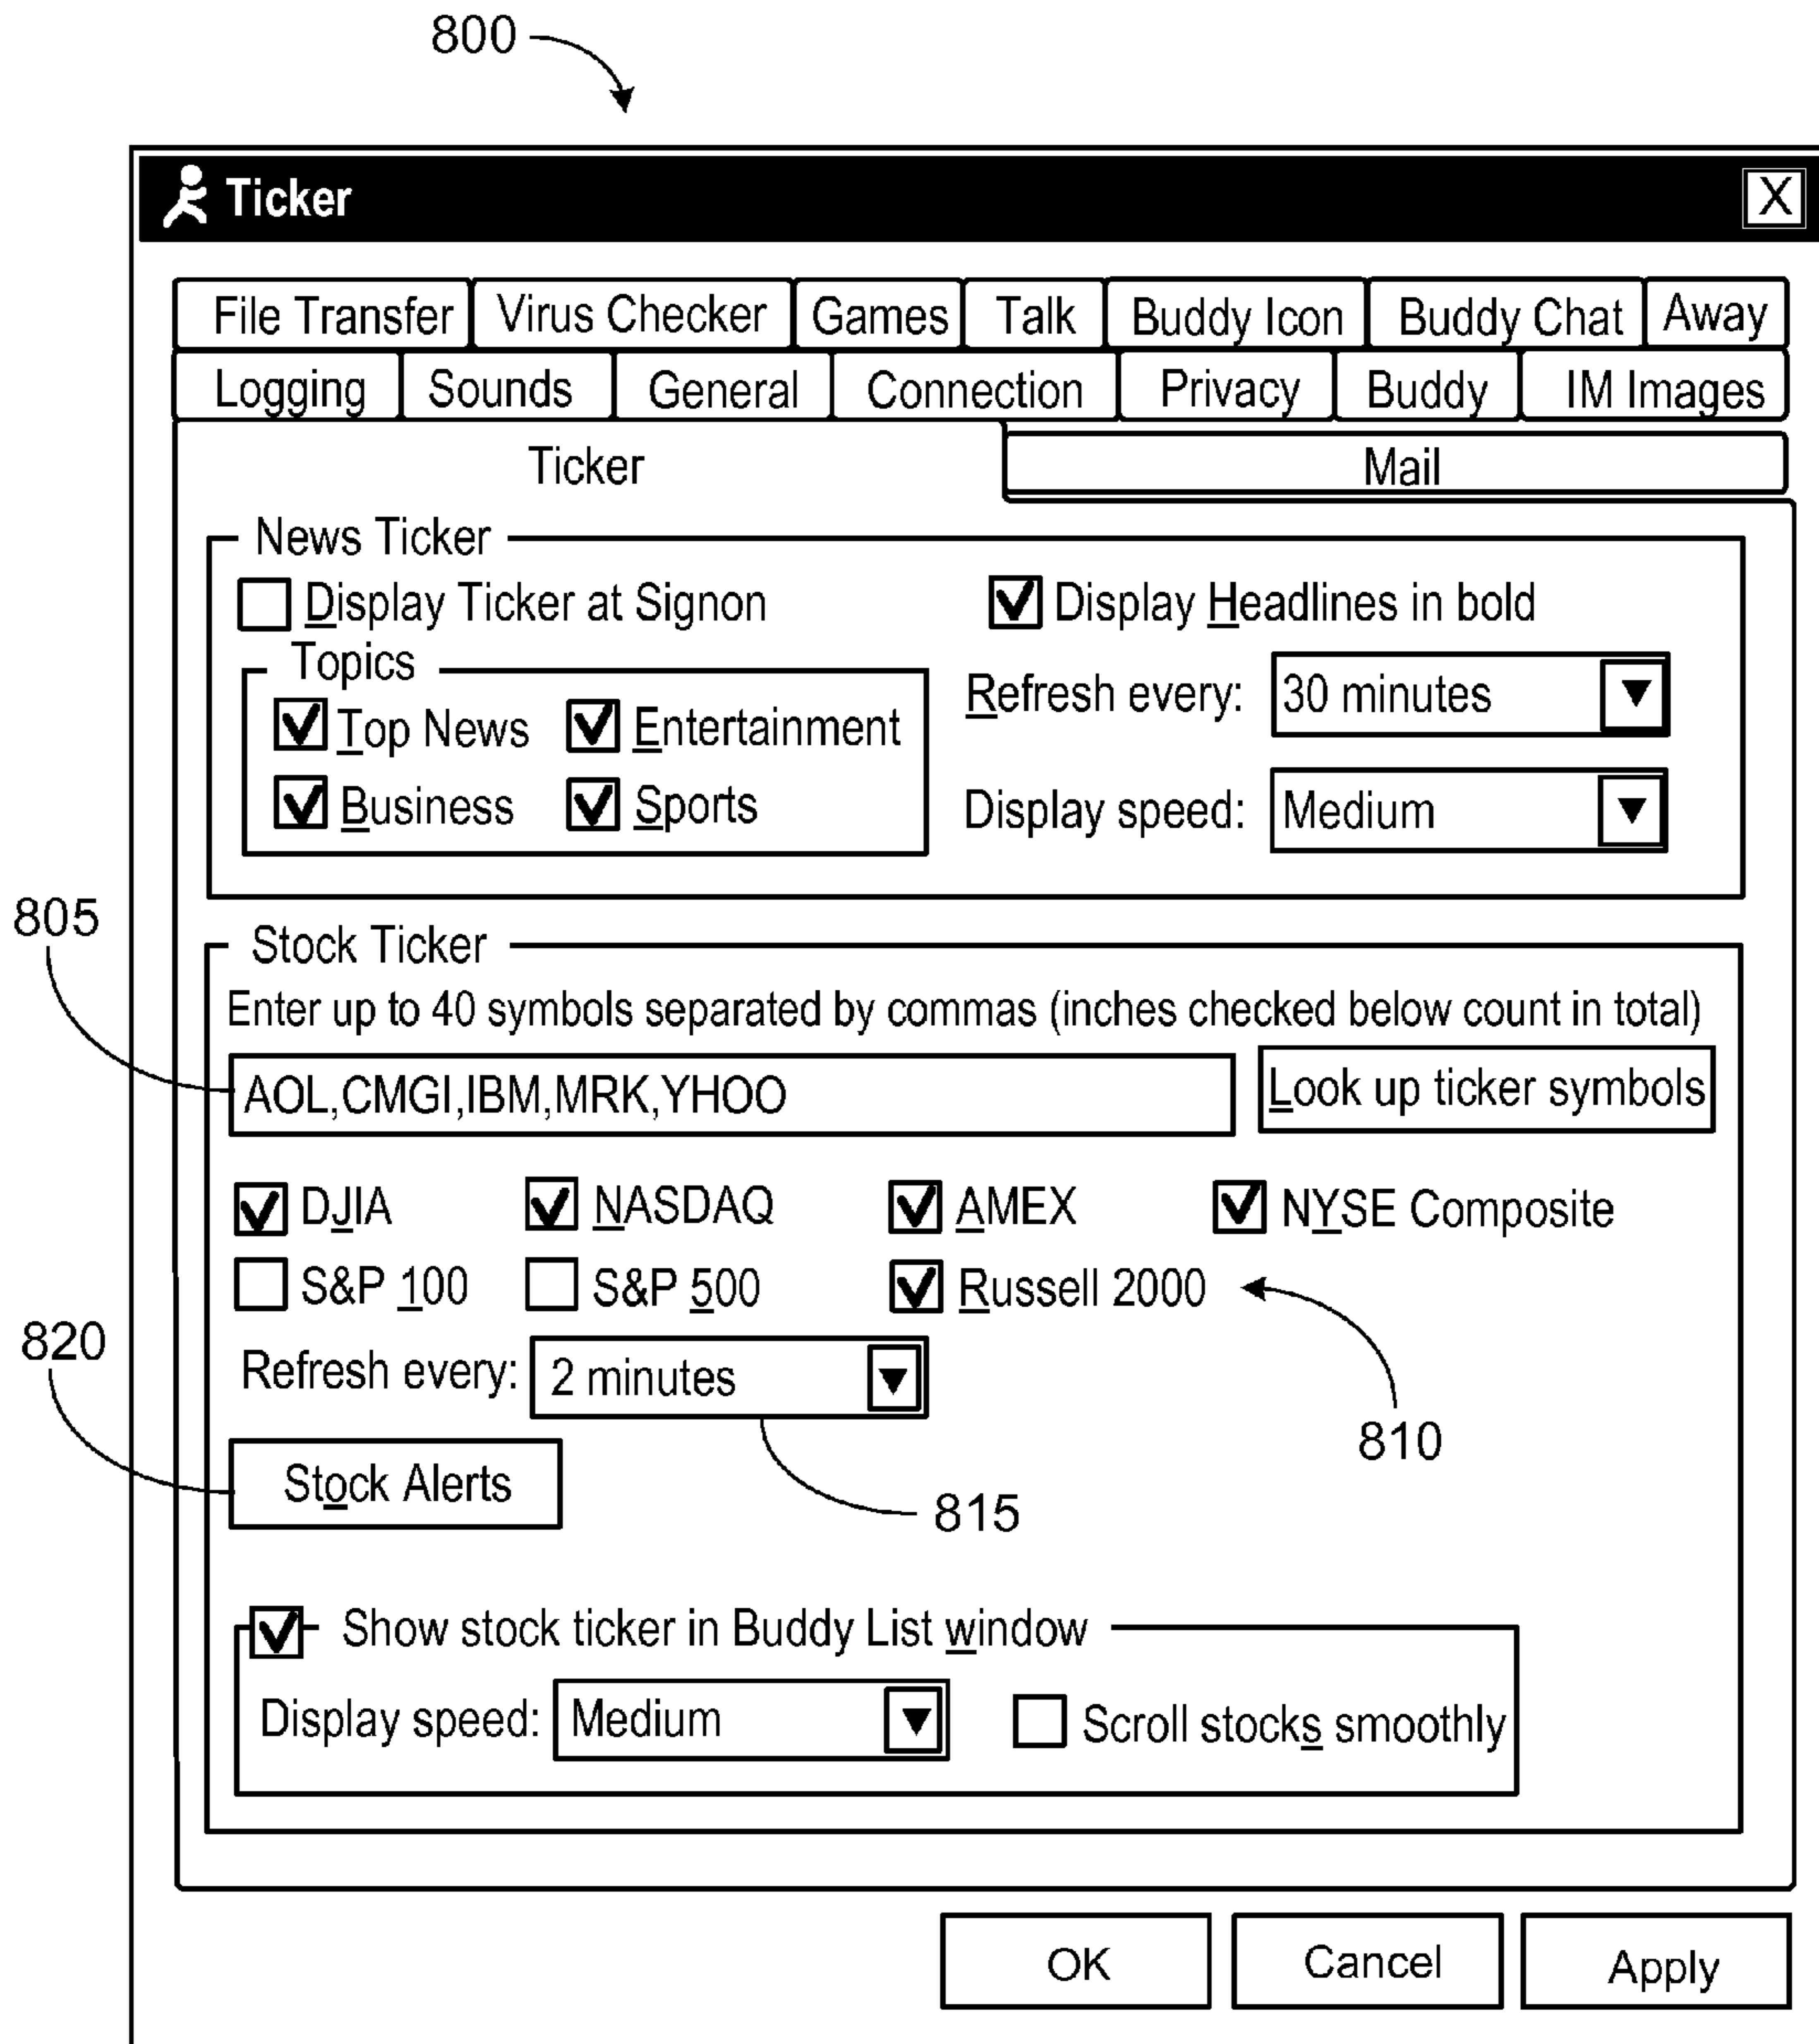 800
Ticker X
File Transfer Virus Checker Games Talk Buddy Icon Buddy Chat Away
Logging Sounds General Connection Privacy Buddy IM Images
Ticker Mail
News Ticker
Display Ticker at Signon Display Headlines in bold
Topics
Refresh every: 30 minutes
Top News Entertainment
Business Sports
Display speed: Medium
805
Stock Ticker
Enter up to 40 symbols separated by commas (inches checked below count in total)
AOL,CMGI,IBM,MRK,YHOO Look up ticker symbols
DJIA NASDAQ AMEX NYSE Composite
S&P 100 S&P 500 Russell 2000
820
Refresh every: 2 minutes
810
Stock Alerts
815
Show stock ticker in Buddy List window
Display speed: Medium Scroll stocks smoothly
OK Cancel Apply